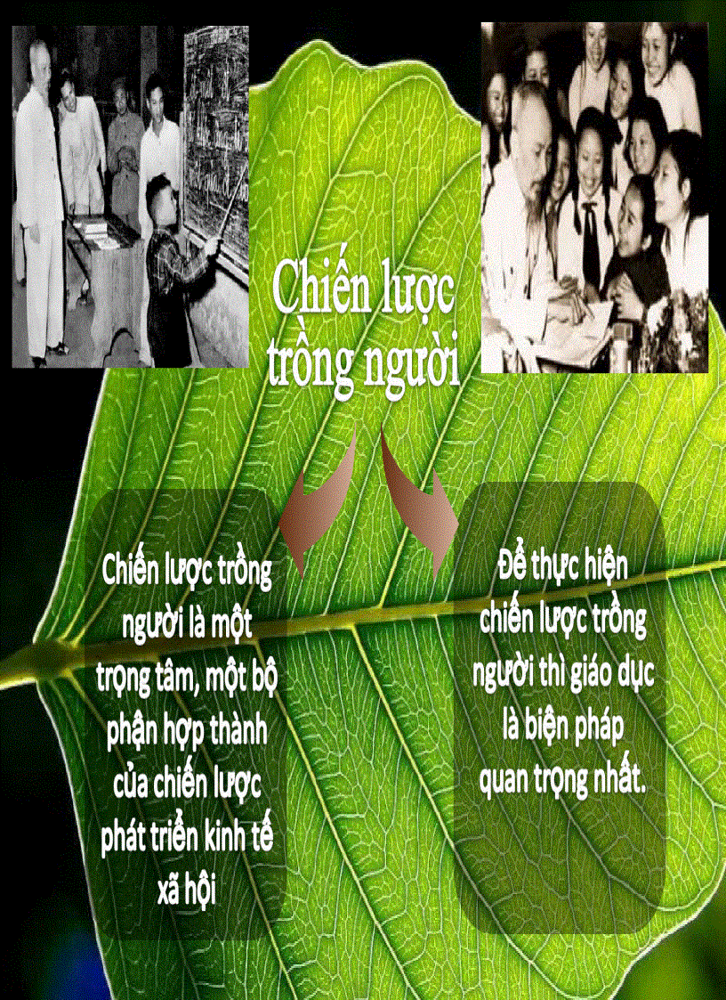 Chiến lược
trồng người
Chiến lược trồng
người là một
trọng tâm, một bộ
phận hợp thành
của chiến lược
phát triển kinh tế
xã hội
Để thực hiện
chiến lược trồng
người thì giáo dục
là biện pháp
quan trọng nhất.